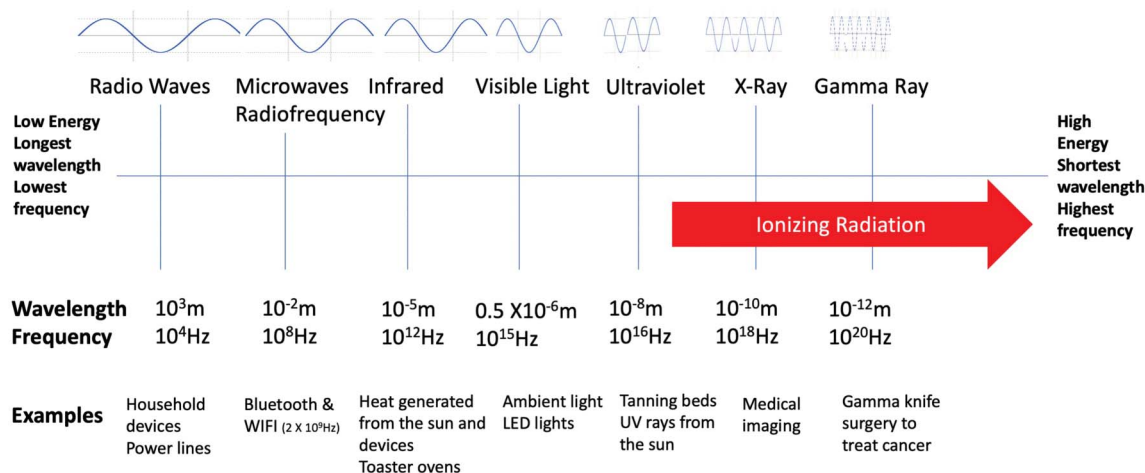 Radio Waves
Microwaves
Radiofrequency
Infrared
Visible Light
Ultraviolet
X-Ray
Gamma Ray
Low Energy
Longest
wavelength
Lowest
frequency
High
Energy
Shortest
wavelength
Highest
frequency
Ionizing Radiation
Wavelength 10³m 10⁻²m 10⁻⁵m 0.5 X10⁻⁶m 10⁻⁸m 10⁻¹⁰m 10⁻¹²m
Frequency 10⁴Hz 10⁸Hz 10¹²Hz 10¹⁵Hz 10¹⁶Hz 10¹⁸Hz 10²⁰Hz
Examples
Household
devices
Power lines
Bluetooth &
WIFI (2 X 10⁹Hz)
Heat generated
from the sun and
devices
Toaster ovens
Ambient light
LED lights
Tanning beds
UV rays from
the sun
Medical
imaging
Gamma knife
surgery to
treat cancer